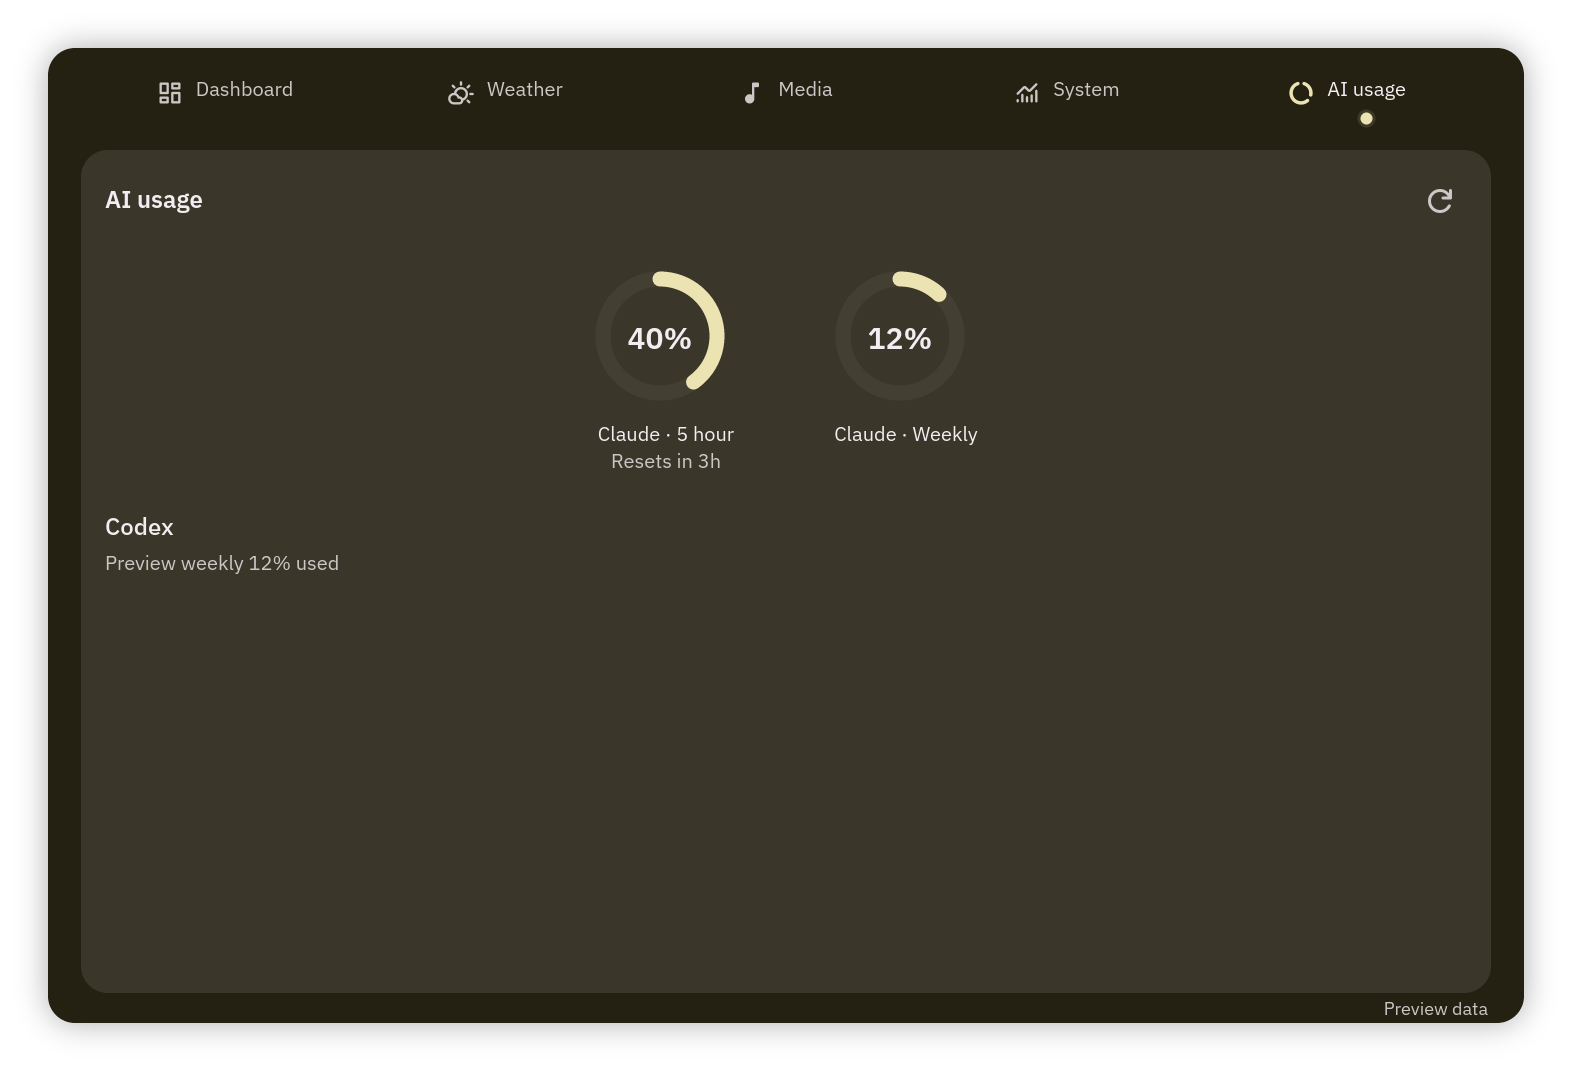 Dashboard
Weather
Media
System
AI usage
AI usage
40%
12%
Claude · 5 hour
Claude · Weekly
Resets in 3h
Codex
Preview weekly 12% used
Preview data